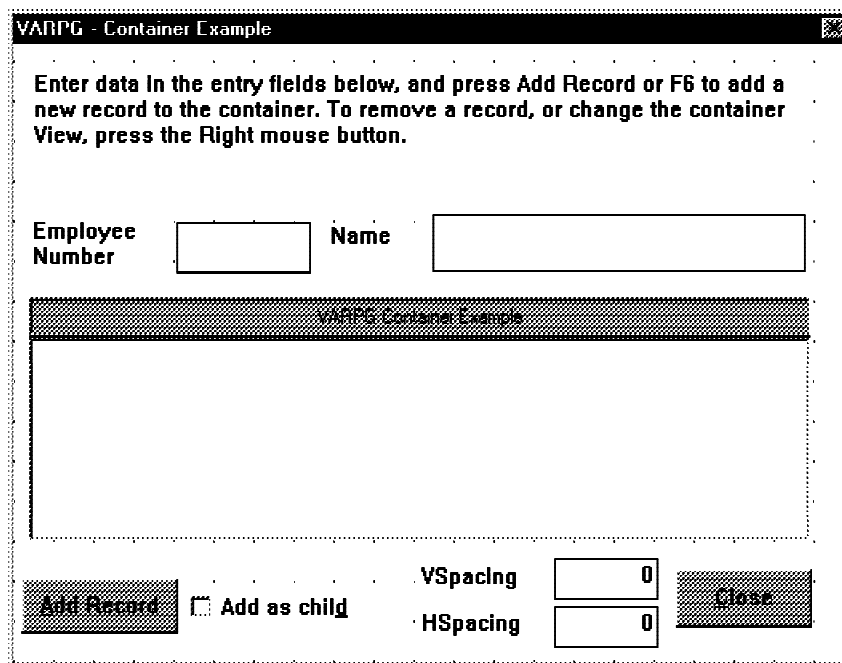 VARPG - Container Example
Enter data in the entry fields below, and press Add Record or F6 to add a
new record to the container. To remove a record, or change the container
View, press the Right mouse button.
Employee
Number
Name
VARPG Container Example
Add Record
Add as child
VSpacing
0
HSpacing
0
Close